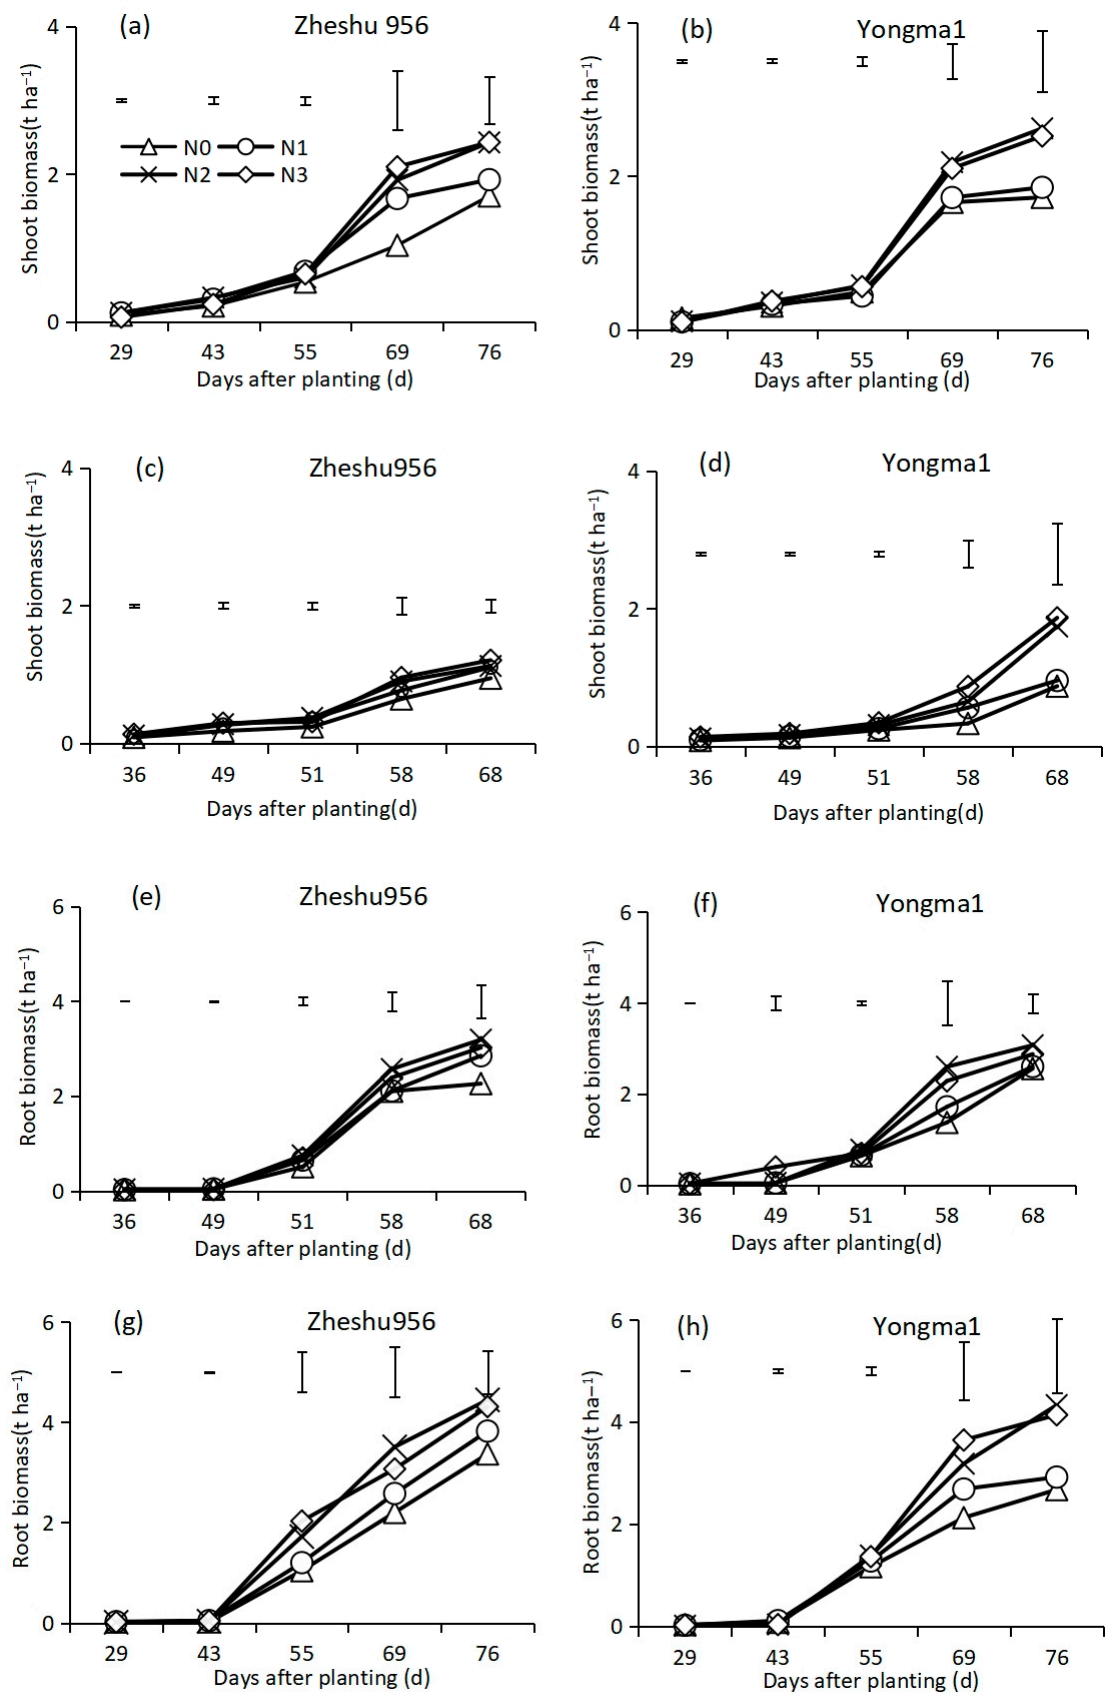 (a) Zheshu 956
4
2
0
Shoot biomass(t ha⁻¹)
N0 N1
N2 N3
29 43 55 69 76
Days after planting (d)
(b) Yongma1
4
2
0
Shoot biomass(t ha⁻¹)
29 43 55 69 76
Days after planting (d)
(c) Zheshu956
4
2
0
Shoot biomass(t ha⁻¹)
36 49 51 58 68
Days after planting(d)
(d) Yongma1
4
2
0
Shoot biomass(t ha⁻¹)
36 49 51 58 68
Days after planting(d)
(e) Zheshu956
6
4
2
0
Root biomass(t ha⁻¹)
36 49 51 58 68
Days after planting (d)
(f) Yongma1
6
4
2
0
Root biomass(t ha⁻¹)
36 49 51 58 68
Days after planting(d)
(g) Zheshu956
6
4
2
0
Root biomass(t ha⁻¹)
29 43 55 69 76
Days after planting (d)
(h) Yongma1
6
4
2
0
Root biomass(t ha⁻¹)
29 43 55 69 76
Days after planting (d)